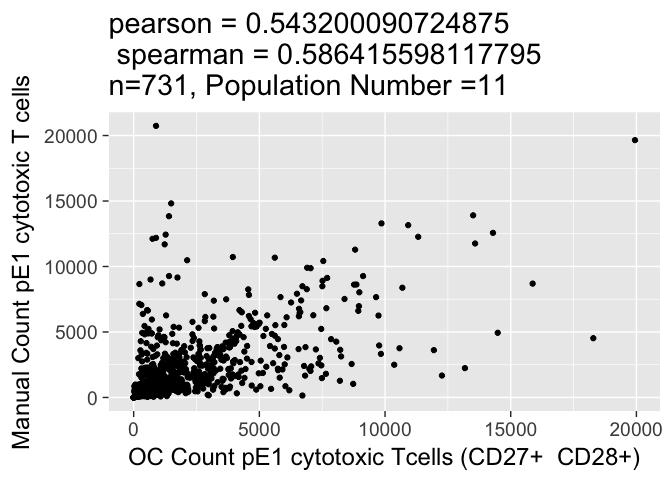 pearson = 0.543200090724875
spearman = 0.586415598117795
n=731, Population Number =11
Manual Count pE1 cytotoxic T cells
20000
15000
10000
5000
0
0 5000 10000 15000 20000
OC Count pE1 cytotoxic Tcells (CD27+  CD28+)